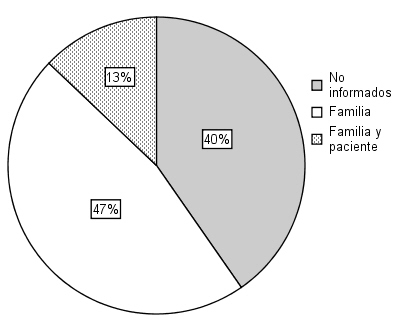 13%
40%
47%
No
informados
Familia
Familia y
paciente